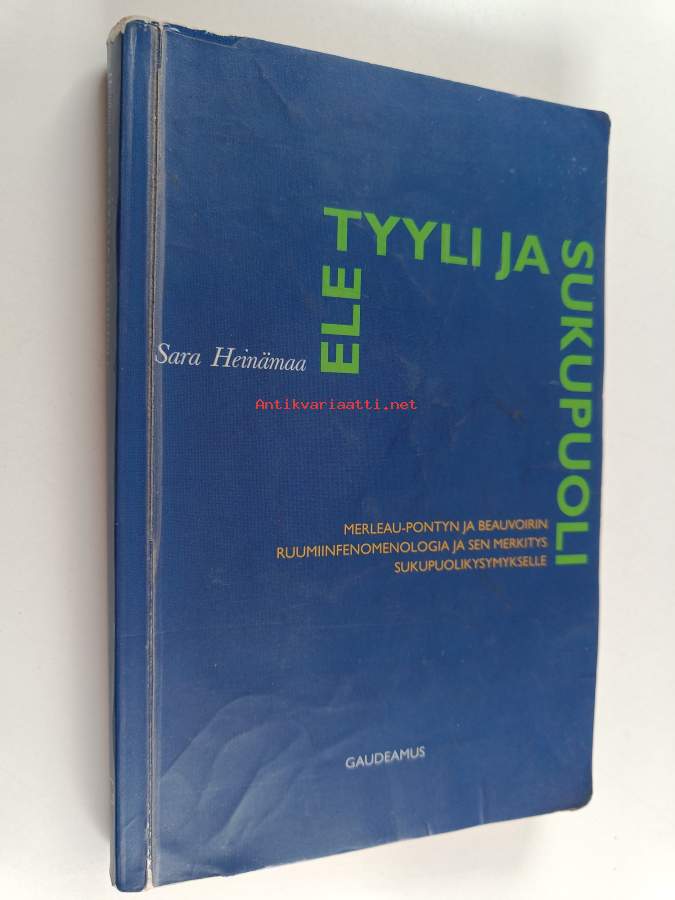 ELE
TYYLI JA
SUKUPUOLI
Sara Heinämaa
Antikvariaatti.net
MERLEAU-PONTYN JA BEAUVOIRIN
RUUMIINFENOMENOLOGIA JA SEN MERKITYS
SUKUPUOLIKYSYMYKSELLE
GAUDEAMUS